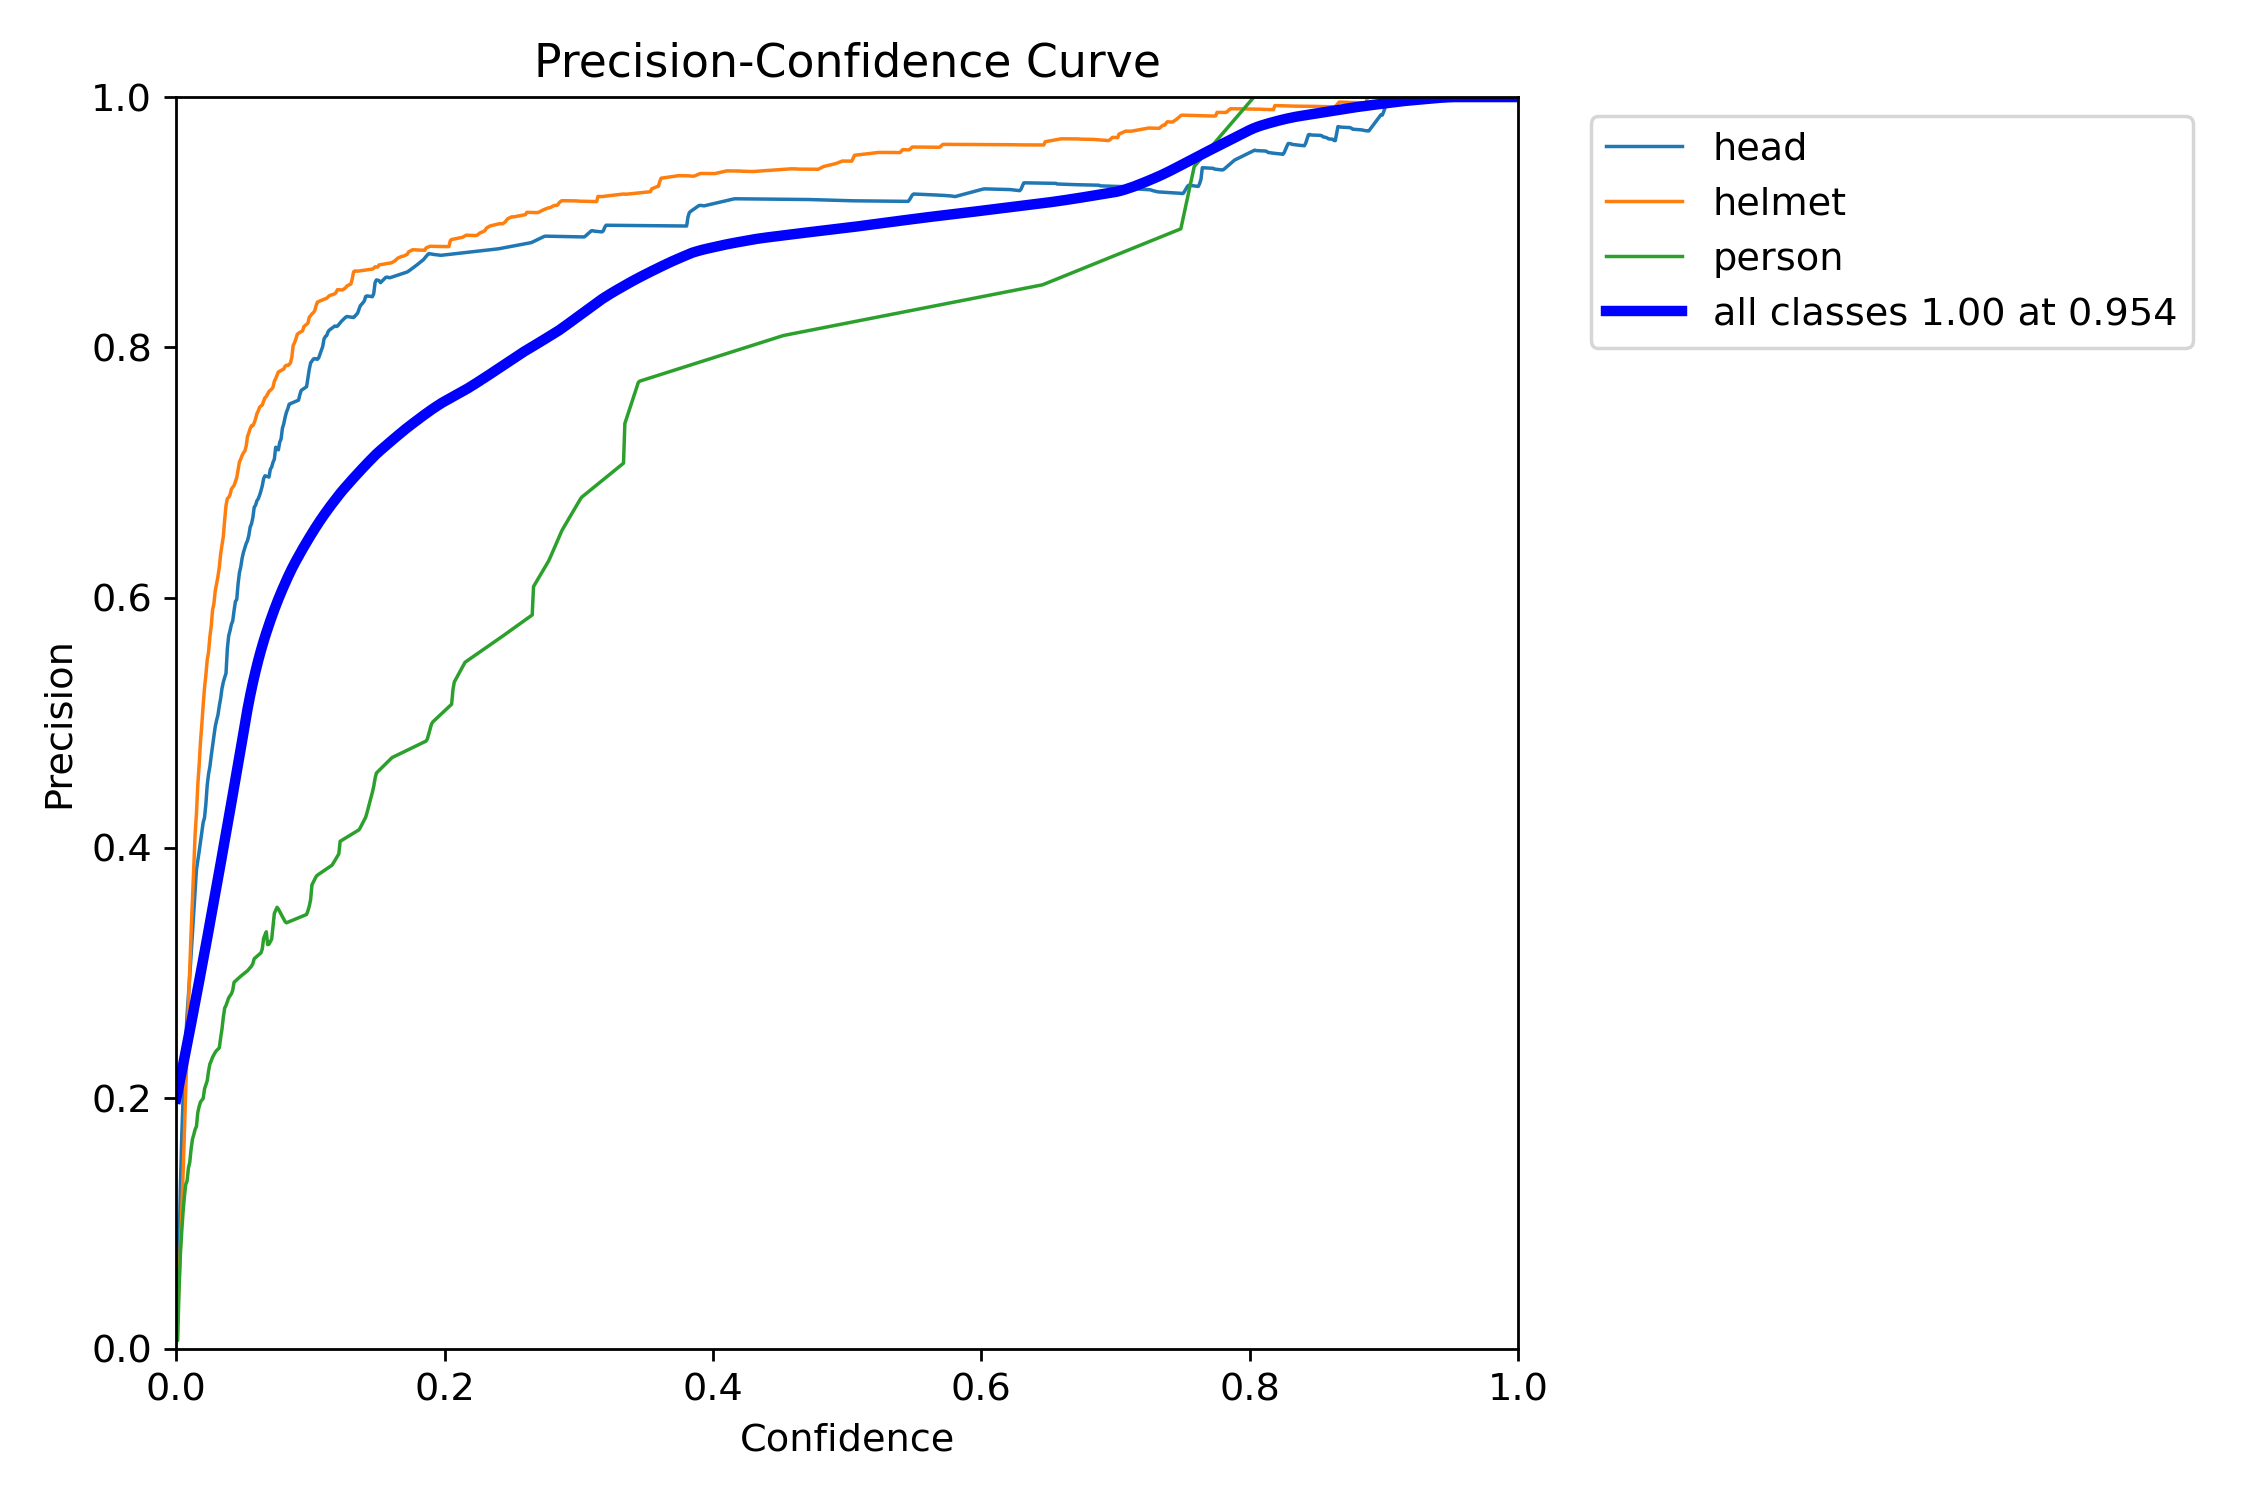 Precision-Confidence Curve
1.0
0.8
0.6
0.4
0.2
0.0
Precision
0.0 0.2 0.4 0.6 0.8 1.0
Confidence
head
helmet
person
all classes 1.00 at 0.954